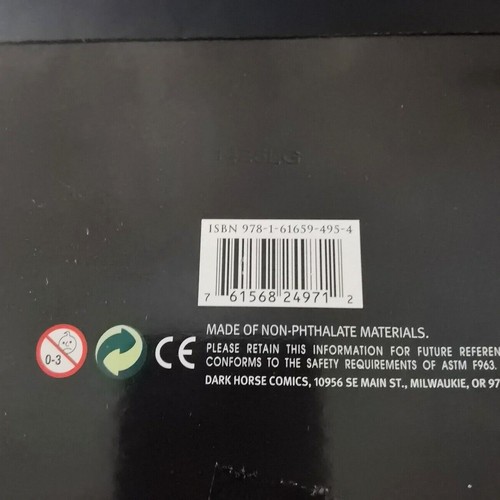 ISBN 978-1-61659-495-4
7 61568 24971 2
0-3
CE
MADE OF NON-PHTHALATE MATERIALS.
PLEASE RETAIN THIS INFORMATION FOR FUTURE REFEREN
CONFORMS TO THE SAFETY REQUIREMENTS OF ASTM F963.
DARK HORSE COMICS, 10956 SE MAIN ST., MILWAUKIE, OR 97